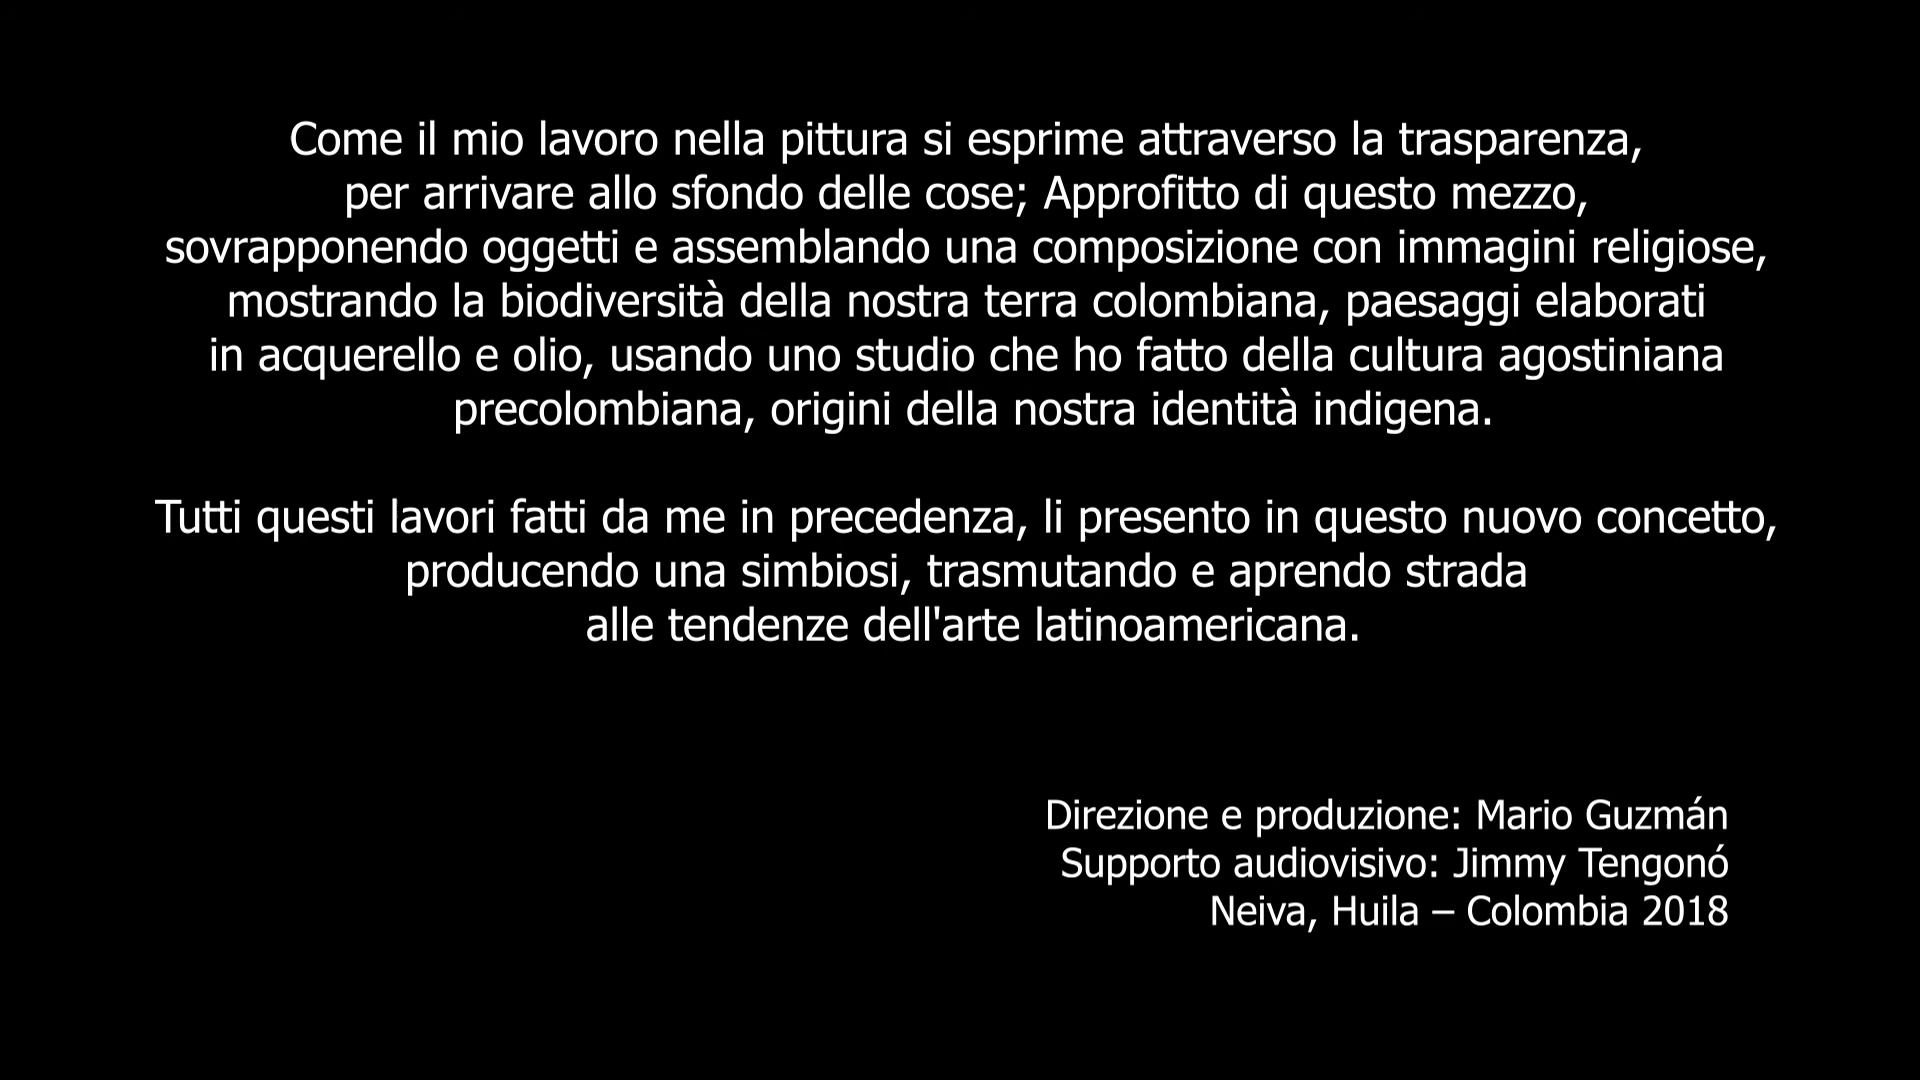 Come il mio lavoro nella pittura si esprime attraverso la trasparenza,
per arrivare allo sfondo delle cose; Approfitto di questo mezzo,
sovrapponendo oggetti e assemblando una composizione con immagini religiose,
mostrando la biodiversità della nostra terra colombiana, paesaggi elaborati
in acquerello e olio, usando uno studio che ho fatto della cultura agostiniana
precolombiana, origini della nostra identità indigena.
Tutti questi lavori fatti da me in precedenza, li presento in questo nuovo concetto,
producendo una simbiosi, trasmutando e aprendo strada
alle tendenze dell'arte latinoamericana.
Direzione e produzione: Mario Guzmán
Supporto audiovisivo: Jimmy Tengonó
Neiva, Huila – Colombia 2018